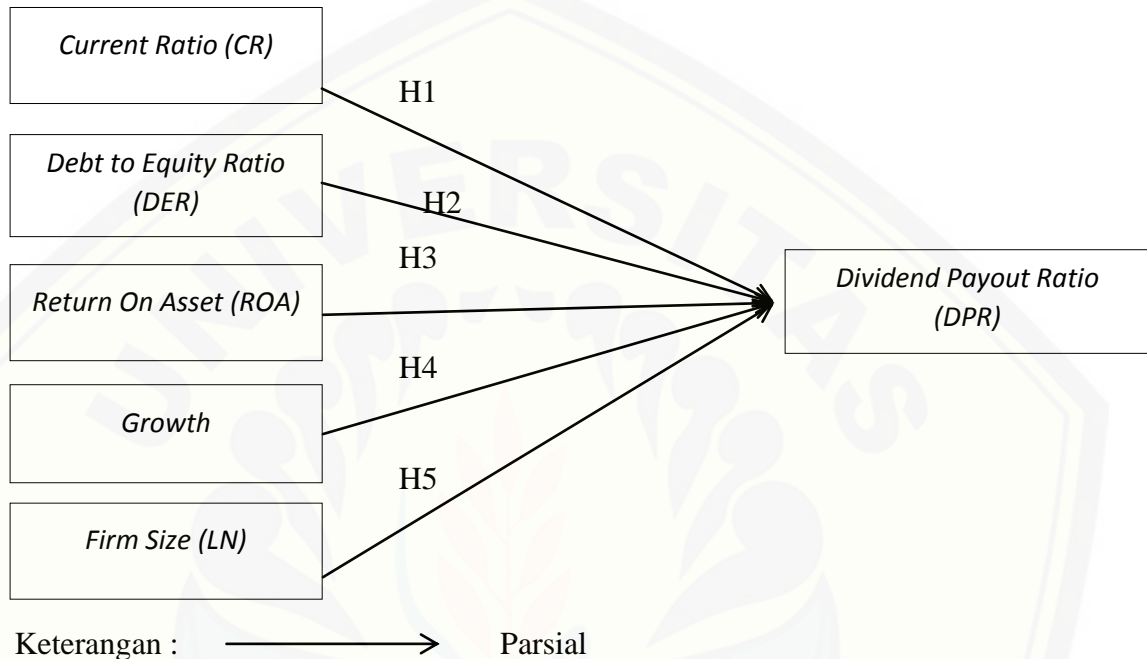 Current Ratio (CR)
H1
Debt to Equity Ratio
(DER)
H2
H3
Return On Asset (ROA)
Dividend Payout Ratio
(DPR)
H4
Growth
H5
Firm Size (LN)
Keterangan : Parsial
UNIVERSITAS